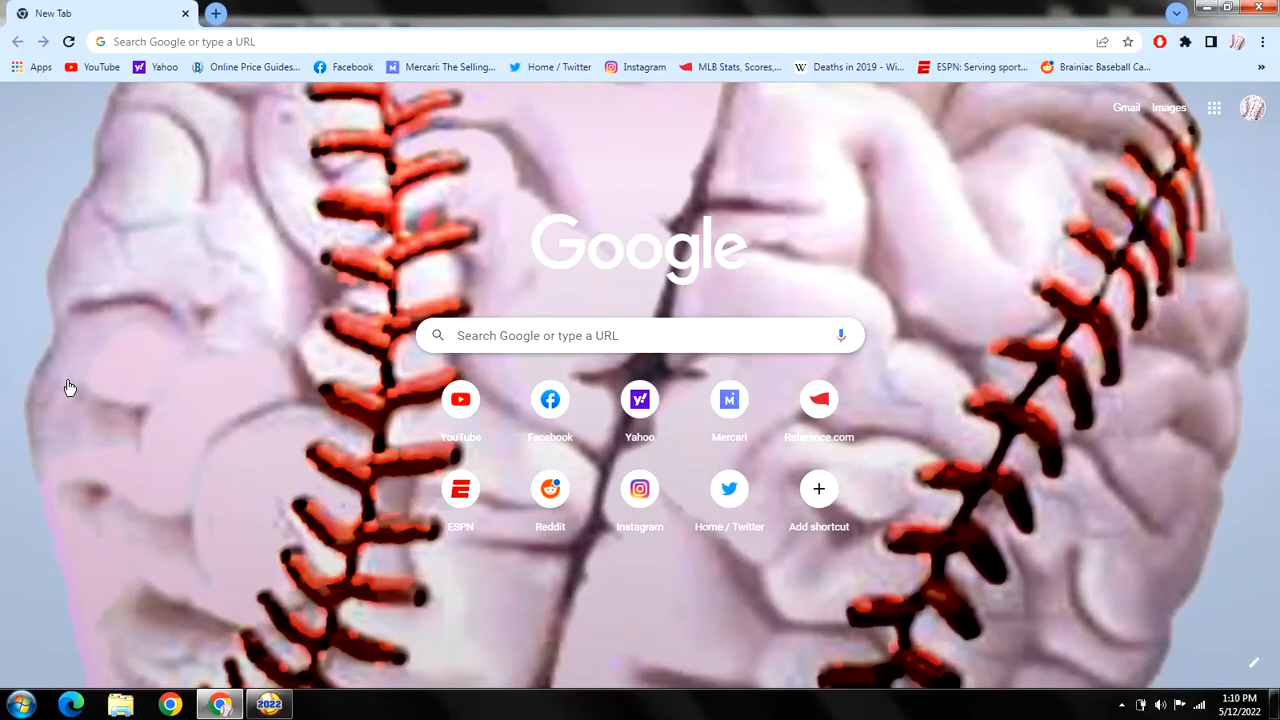 New Tab
Search Google or type a URL
Apps YouTube Yahoo Online Price Guides... Facebook Mercari: The Selling... Home / Twitter Instagram MLB Stats, Scores,... Deaths in 2019 - Wi... ESPN: Serving sport... Brainiac Baseball Ca... »
Gmail Images
Google
Search Google or type a URL
YouTube Facebook Yahoo Mercari Reference.com
ESPN Reddit Instagram Home / Twitter Add shortcut
2022
1:10 PM
5/12/2022